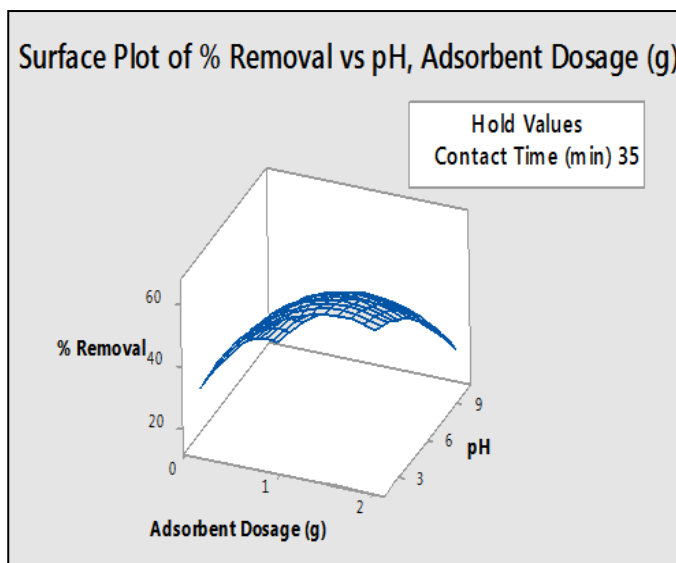 Surface Plot of % Removal vs pH, Adsorbent Dosage (g)
Hold Values
Contact Time (min) 35
60
% Removal
40
20
0
1
2
Adsorbent Dosage (g)
3
6
9
pH